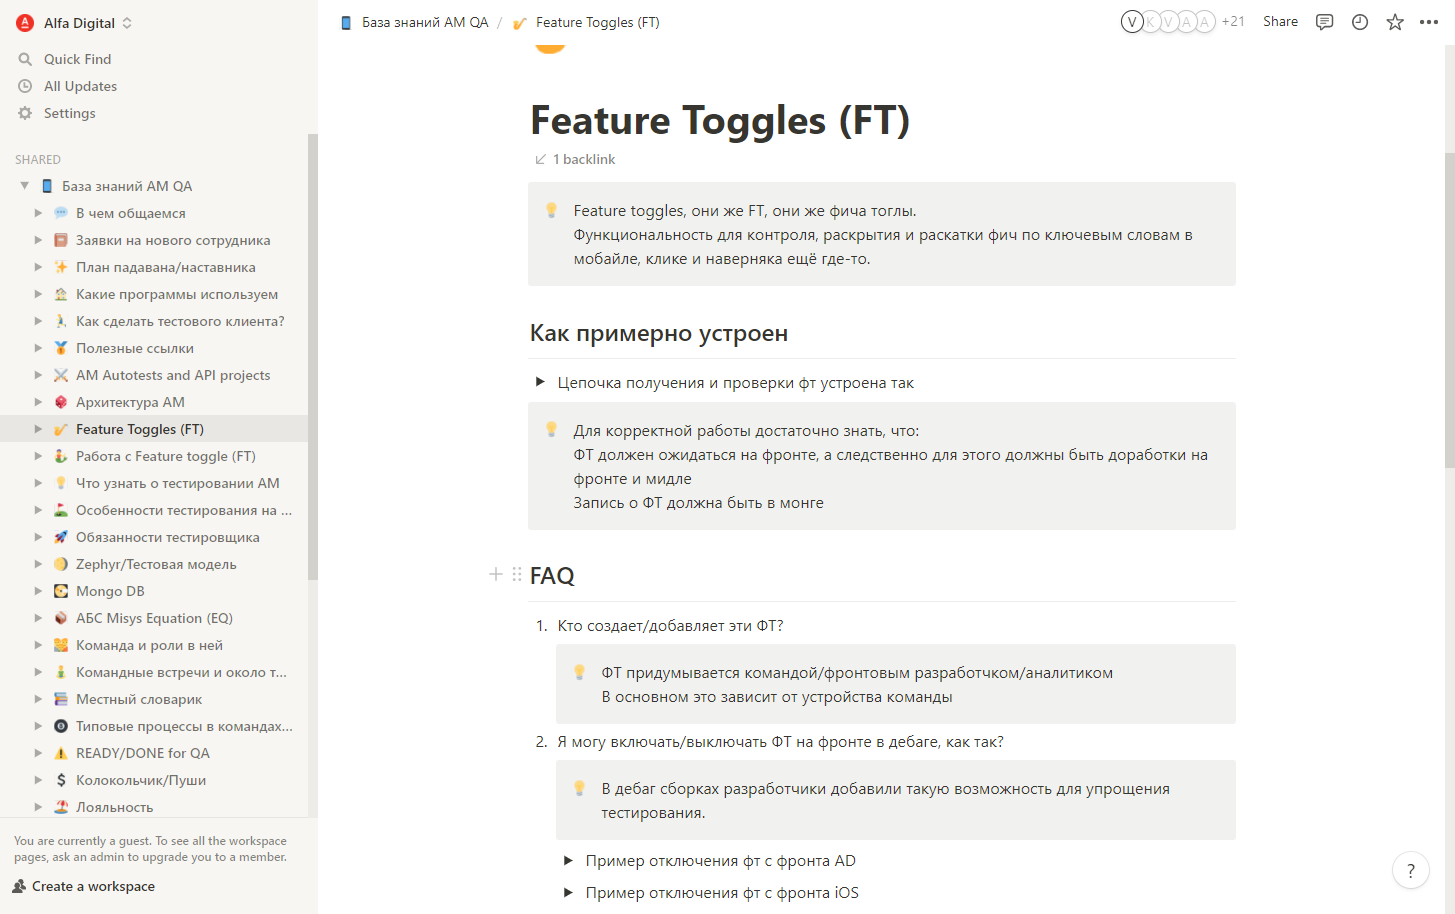 Alfa Digital
Quick Find
All Updates
Settings
SHARED
База знаний AM QA
В чем общаемся
Заявки на нового сотрудника
План падавана/наставника
Какие программы используем
Как сделать тестового клиента?
Полезные ссылки
AM Autotests and API projects
Архитектура АМ
Feature Toggles (FT)
Работа с Feature toggle (FT)
Что узнать о тестировании АМ
Особенности тестирования на ...
Обязанности тестировщика
Zephyr/Тестовая модель
Mongo DB
АБС Misys Equation (EQ)
Команда и роли в ней
Командные встречи и около т...
Местный словарик
Типовые процессы в командах...
READY/DONE for QA
Колокольчик/Пуши
Лояльность
You are currently a guest. To see all the workspace
pages, ask an admin to upgrade you to a member.
Create a workspace
База знаний AM QA / Feature Toggles (FT)
V K V A A +21 Share
Feature Toggles (FT)
1 backlink
Feature toggles, они же FT, они же фича тоглы.
Функциональность для контроля, раскрытия и раскатки фич по ключевым словам в
мобайле, клике и наверняка ещё где-то.
Как примерно устроен
Цепочка получения и проверки фт устроена так
Для корректной работы достаточно знать, что:
ФТ должен ожидаться на фронте, а следственно для этого должны быть доработки на
фронте и мидле
Запись о ФТ должна быть в монге
FAQ
1. Кто создает/добавляет эти ФТ?
ФТ придумывается командой/фронтовым разработчком/аналитиком
В основном это зависит от устройства команды
2. Я могу включать/выключать ФТ на фронте в дебаге, как так?
В дебаг сборках разработчики добавили такую возможность для упрощения
тестирования.
Пример отключения фт с фронта AD
Пример отключения фт с фронта iOS
?